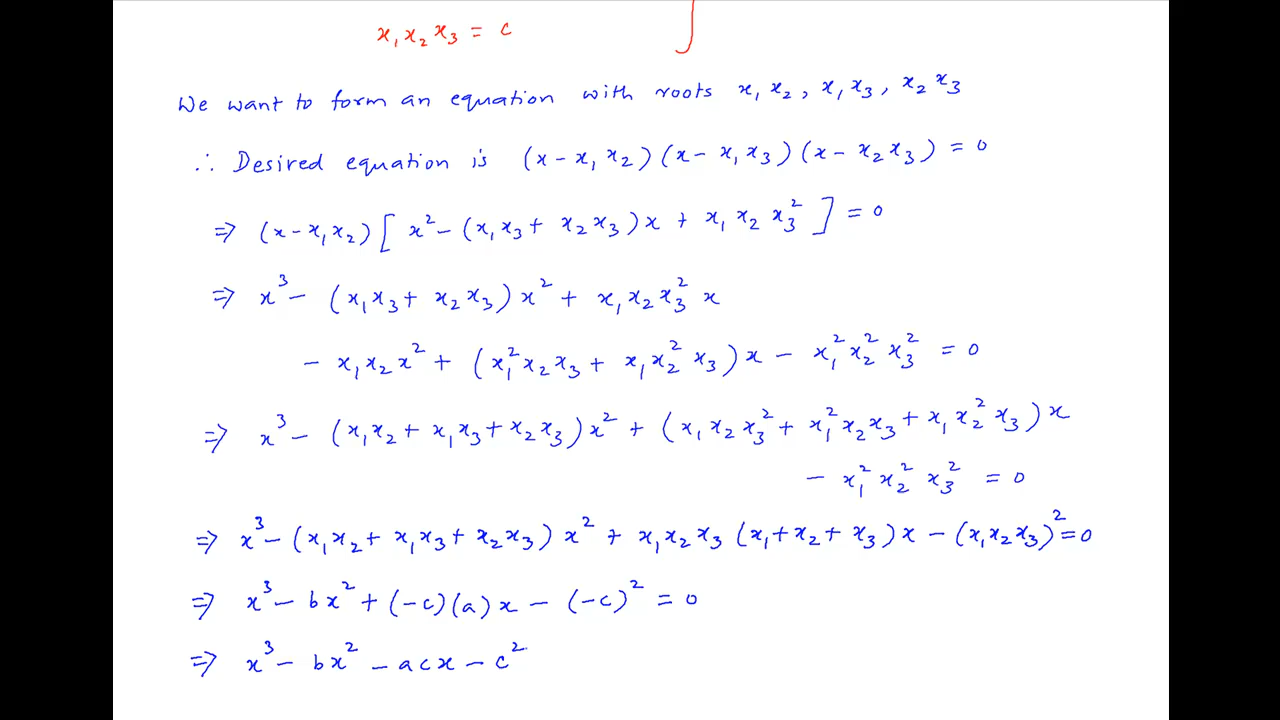 x₁x₂x₃ = c
We want to form an equation with roots x₁x₂, x₁x₃, x₂x₃
∴ Desired equation is (x - x₁x₂)(x - x₁x₃)(x - x₂x₃) = 0
⇒ (x - x₁x₂)[x² - (x₁x₃ + x₂x₃)x + x₁x₂x₃²] = 0
⇒ x³ - (x₁x₃ + x₂x₃)x² + x₁x₂x₃² x
- x₁x₂x² + (x₁²x₂x₃ + x₁x₂²x₃)x - x₁²x₂²x₃² = 0
⇒ x³ - (x₁x₂ + x₁x₃ + x₂x₃)x² + (x₁x₂x₃² + x₁²x₂x₃ + x₁x₂²x₃)x
- x₁²x₂²x₃² = 0
⇒ x³ - (x₁x₂ + x₁x₃ + x₂x₃)x² + x₁x₂x₃(x₁ + x₂ + x₃)x - (x₁x₂x₃)² = 0
⇒ x³ - bx² + (-c)(a)x - (-c)² = 0
⇒ x³ - bx² - acx - c²